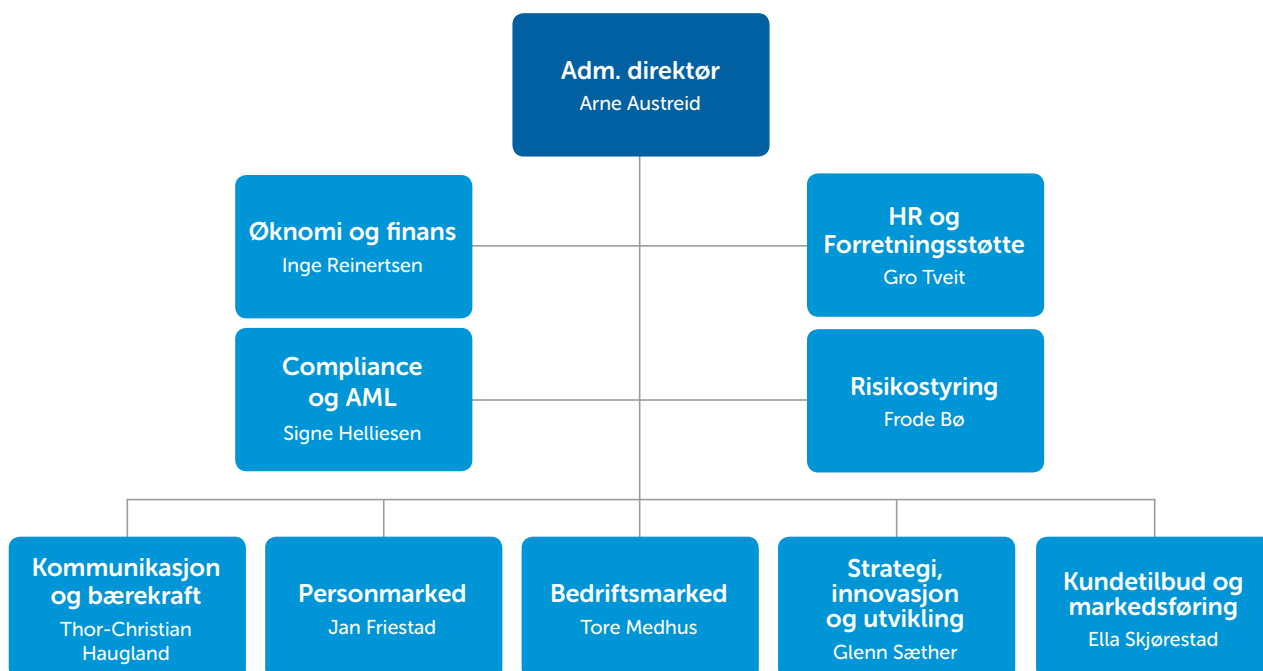 Adm. direktør
Arne Austreid
Øknomi og finans
Inge Reinertsen
HR og
Forretningsstøtte
Gro Tveit
Compliance
og AML
Signe Helliesen
Risikostyring
Frode Bø
Kommunikasjon
og bærekraft
Thor-Christian
Haugland
Personmarked
Jan Friestad
Bedriftsmarked
Tore Medhus
Strategi,
innovasjon
og utvikling
Glenn Sæther
Kundetilbud og
markedsføring
Ella Skjørestad